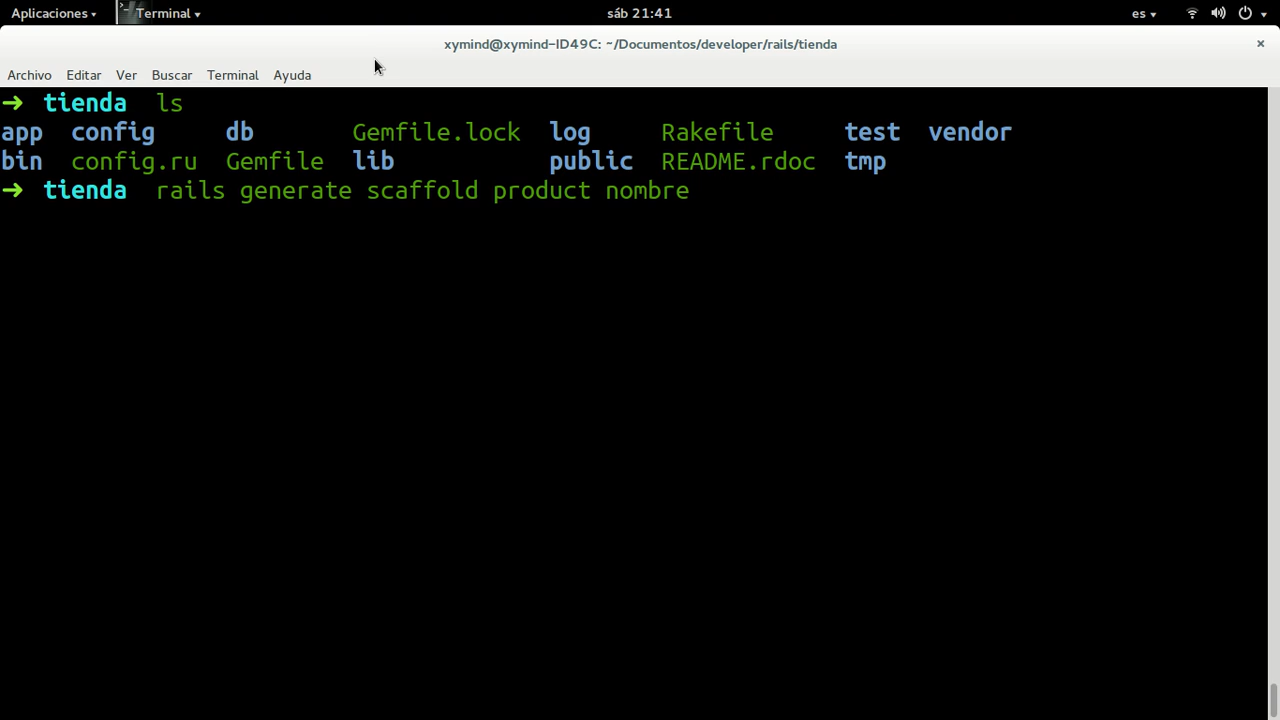 Aplicaciones Terminal sáb 21:41 es
xymind@xymind-ID49C: ~/Documentos/developer/rails/tienda ×
Archivo Editar Ver Buscar Terminal Ayuda
➜ tienda ls
app config db Gemfile.lock log Rakefile test vendor
bin config.ru Gemfile lib public README.rdoc tmp
➜ tienda rails generate scaffold product nombre